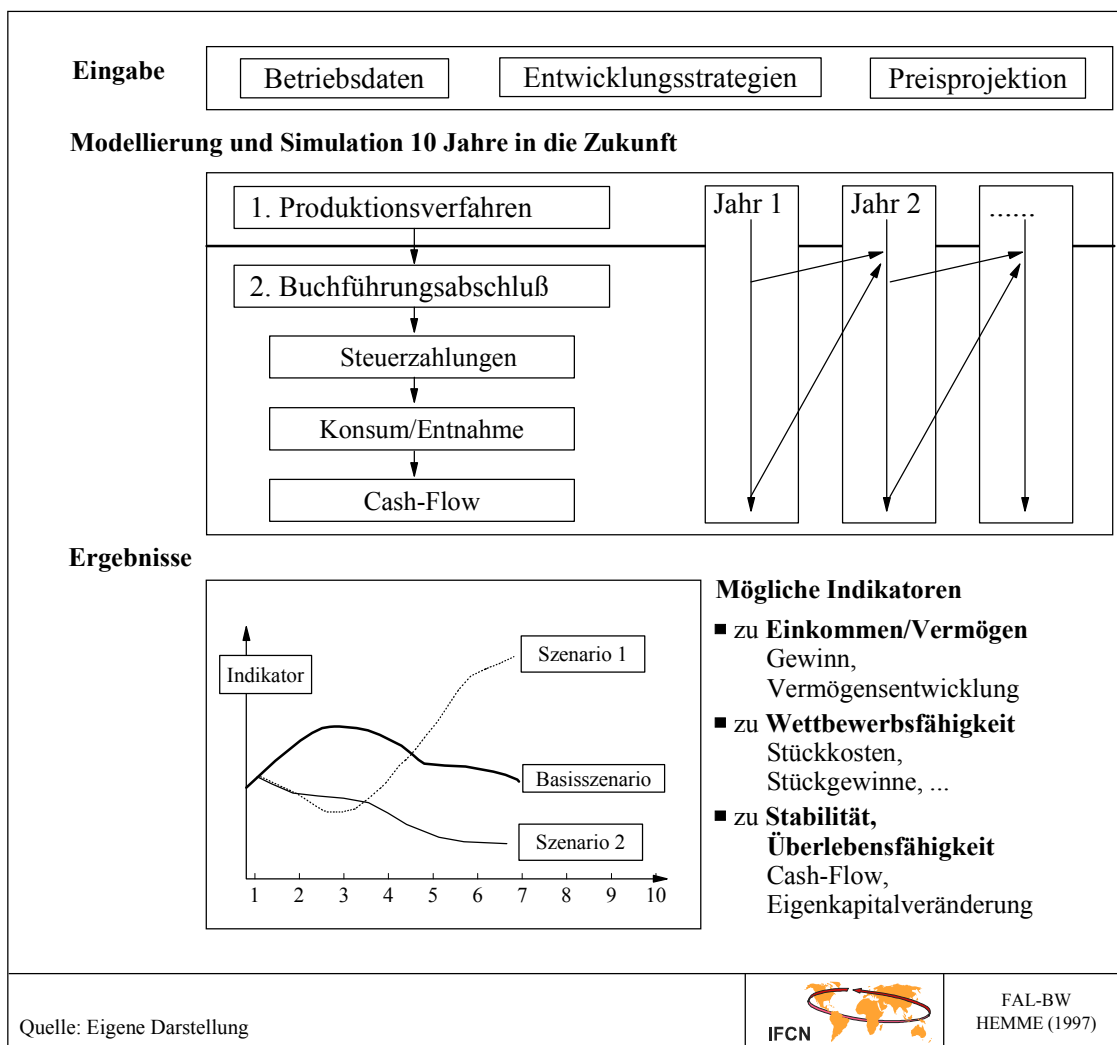 Eingabe
Betriebsdaten
Entwicklungsstrategien
Preisprojektion
Modellierung und Simulation 10 Jahre in die Zukunft
1. Produktionsverfahren
2. Buchführungsabschluß
Steuerzahlungen
Konsum/Entnahme
Cash-Flow
Jahr 1
Jahr 2
......
Ergebnisse
Indikator
Szenario 1
Basisszenario
Szenario 2
1 2 3 4 5 6 7 8 9 10
Mögliche Indikatoren
■ zu Einkommen/Vermögen
Gewinn,
Vermögensentwicklung
■ zu Wettbewerbsfähigkeit
Stückkosten,
Stückgewinne, ...
■ zu Stabilität,
Überlebensfähigkeit
Cash-Flow,
Eigenkapitalveränderung
Quelle: Eigene Darstellung
IFCN
FAL-BW
HEMME (1997)